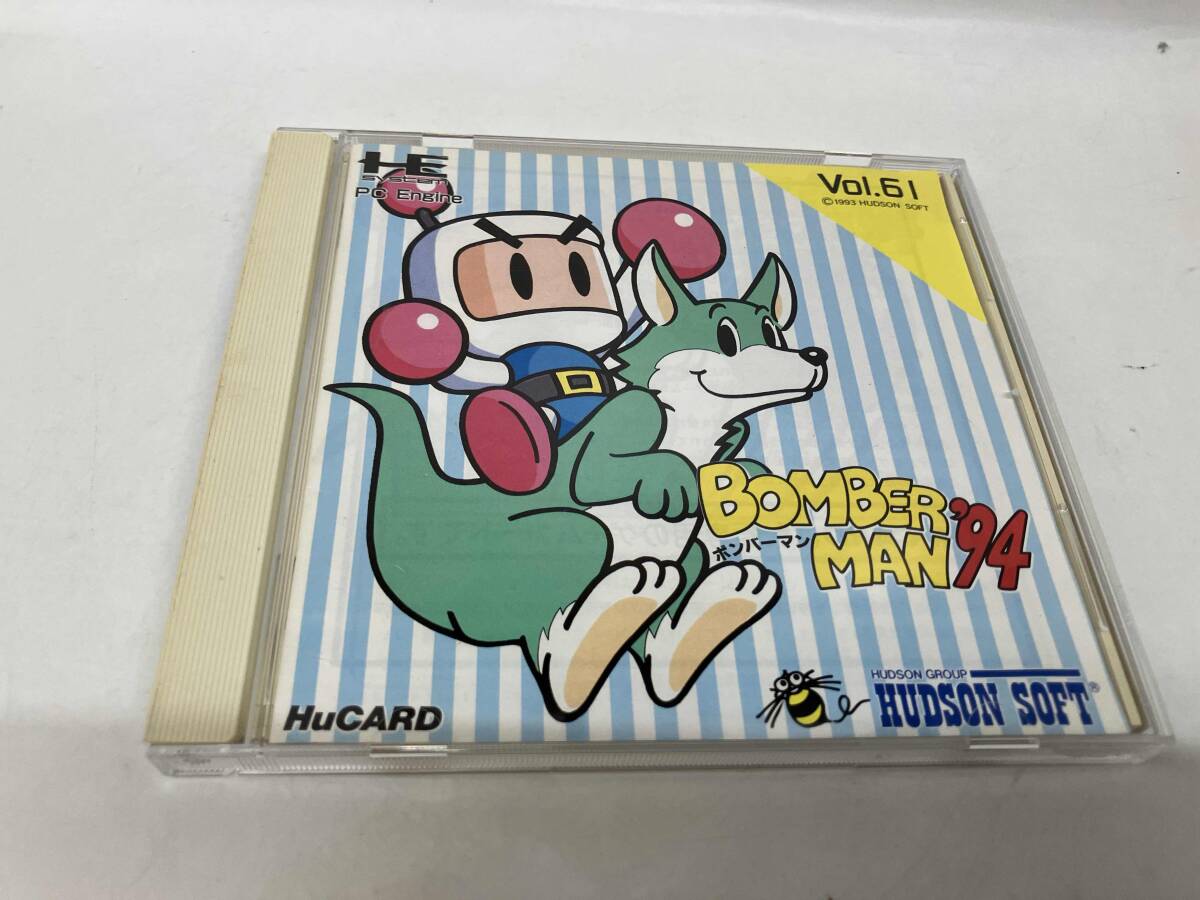 HE
SYSTEM
PC Engine
Vol.61
©1993 HUDSON SOFT
BOMBER
MAN '94
ボンバーマン
HUDSON GROUP
HUDSON SOFT®
HuCARD